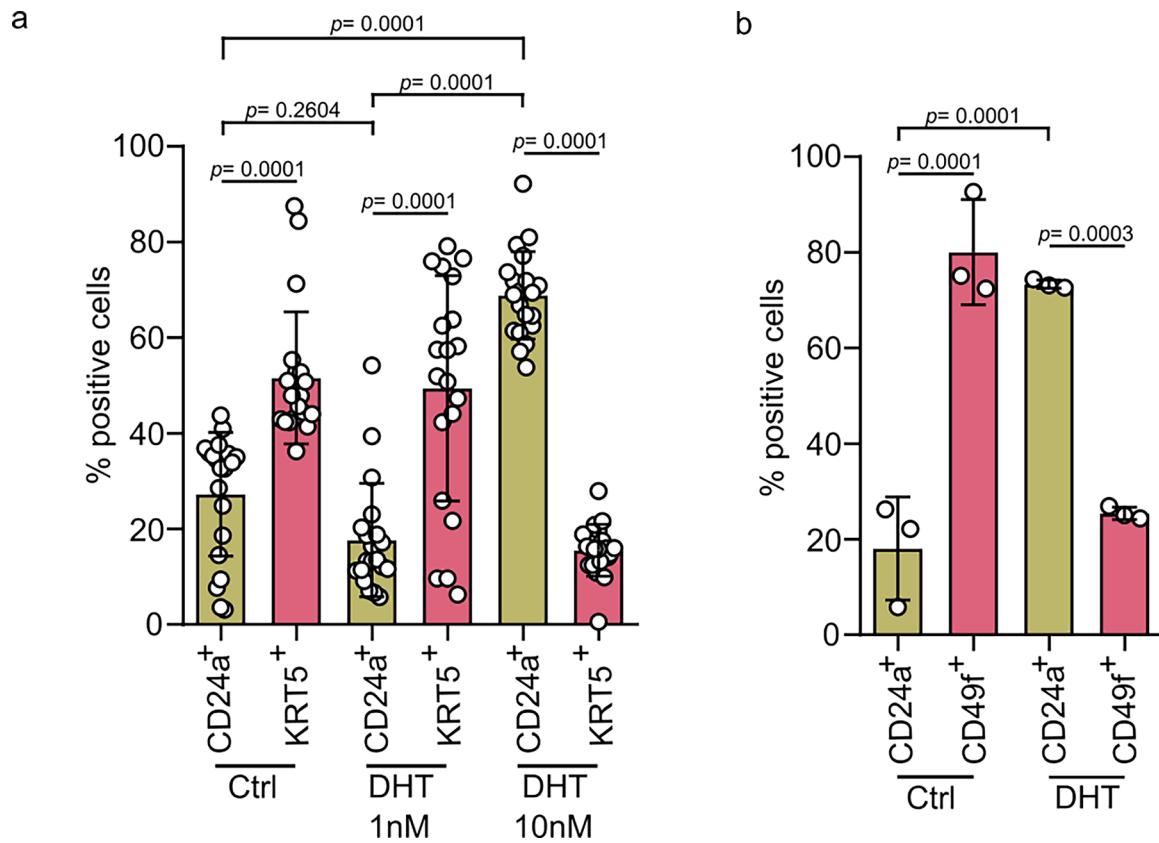 a
p= 0.0001
p= 0.0001
p= 0.2604
p= 0.0001
p= 0.0001
p= 0.0001
100
80
60
40
20
0
% positive cells
CD24a+
KRT5+
CD24a+
KRT5+
CD24a+
KRT5+
Ctrl
DHT
1nM
DHT
10nM
b
p= 0.0001
p= 0.0001
p= 0.0003
100
80
60
40
20
0
% positive cells
CD24a+
CD49f+
CD24a+
CD49f+
Ctrl
DHT